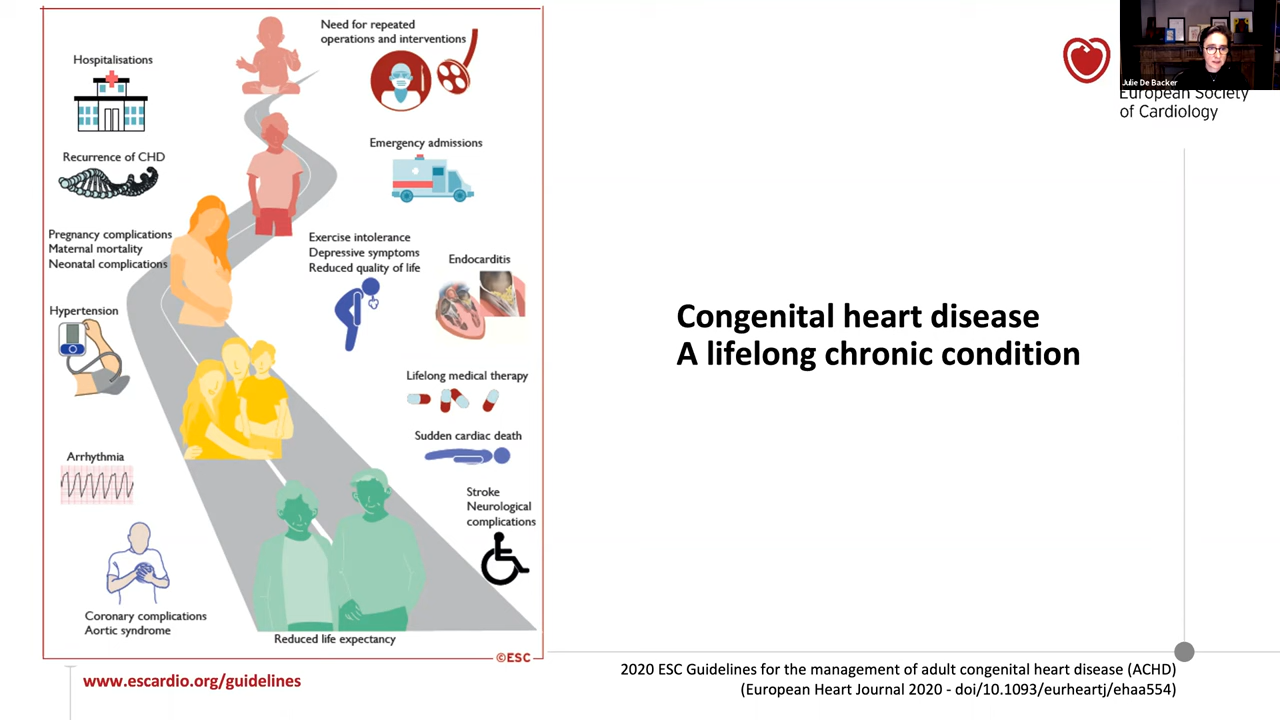 Need for repeated
operations and interventions
Hospitalisations
Emergency admissions
Recurrence of CHD
Pregnancy complications
Maternal mortality
Neonatal complications
Exercise intolerance
Depressive symptoms
Reduced quality of life
Endocarditis
Hypertension
Lifelong medical therapy
Sudden cardiac death
Arrhythmia
Stroke
Neurological
complications
Coronary complications
Aortic syndrome
Reduced life expectancy
©ESC
www.escardio.org/guidelines
Congenital heart disease
A lifelong chronic condition
Julie De Backer
European Society
of Cardiology
2020 ESC Guidelines for the management of adult congenital heart disease (ACHD)
(European Heart Journal 2020 - doi/10.1093/eurheartj/ehaa554)